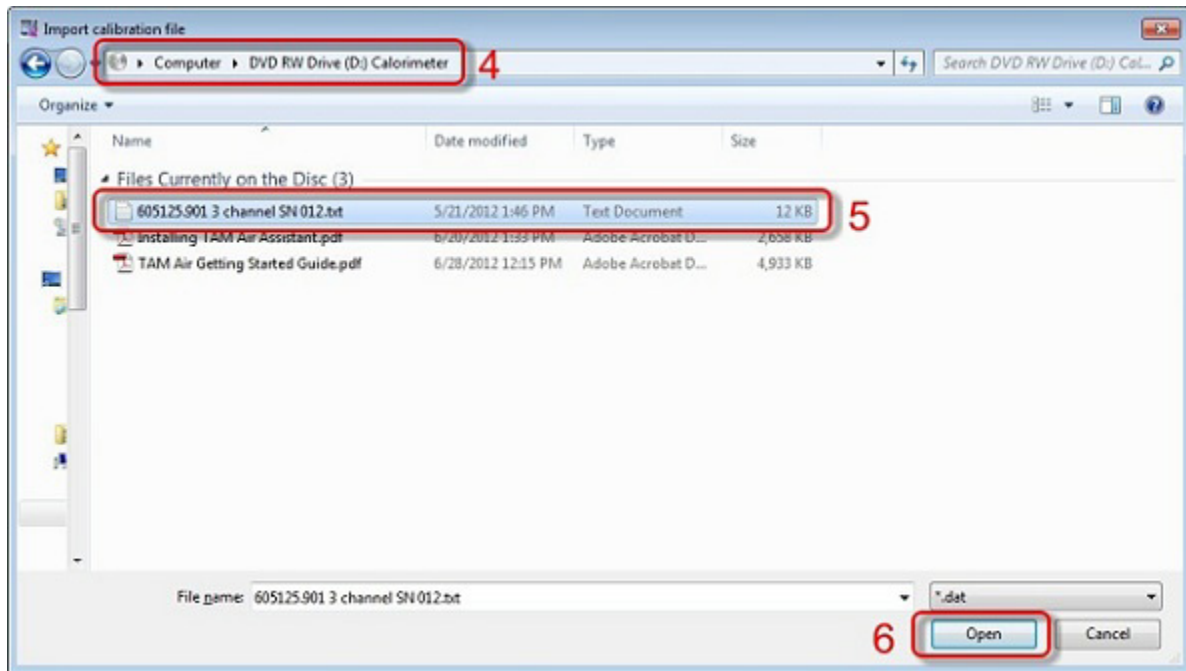 Import calibration file
Computer ▸ DVD RW Drive (D:) Calorimeter 4 Search DVD RW Drive (D:) Cal...
Organize
Name Date modified Type Size
Files Currently on the Disc (3)
605125.901 3 channel SN 012.txt 5/21/2012 1:46 PM Text Document 12 KB 5
Installing TAM Air Assistant.pdf 6/20/2012 1:33 PM Adobe Acrobat D... 2,658 KB
TAM Air Getting Started Guide.pdf 6/28/2012 12:15 PM Adobe Acrobat D... 4,933 KB
File name: 605125.901 3 channel SN 012.txt *.dat
6 Open Cancel